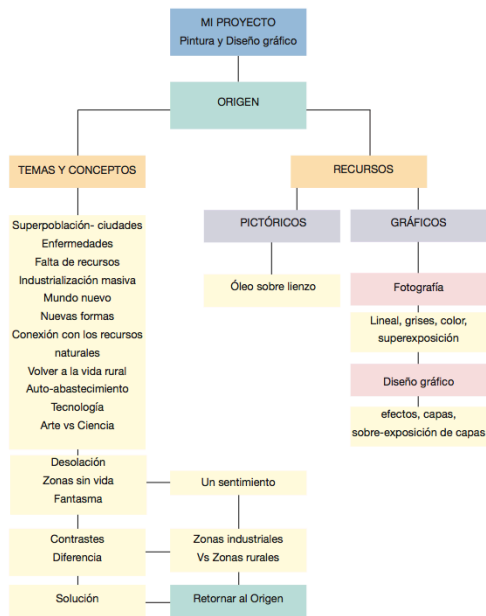 MI PROYECTO
Pintura y Diseño gráfico
ORIGEN
TEMAS Y CONCEPTOS
RECURSOS
Superpoblación- ciudades
Enfermedades
Falta de recursos
Industrialización masiva
Mundo nuevo
Nuevas formas
Conexión con los recursos
naturales
Volver a la vida rural
Auto-abastecimiento
Tecnología
Arte vs Ciencia
PICTÓRICOS
GRÁFICOS
Óleo sobre lienzo
Fotografía
Lineal, grises, color,
superexposición
Diseño gráfico
efectos, capas,
sobre-exposición de capas
Desolación
Zonas sin vida
Fantasma
Un sentimiento
Contrastes
Diferencia
Zonas industriales
Vs Zonas rurales
Solución
Retornar al Origen